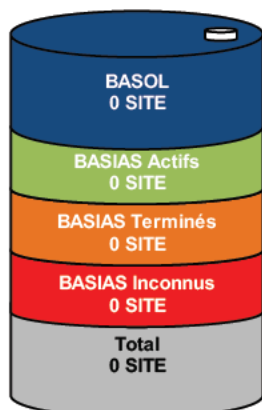 BASOL
0 SITE
BASIAS Actifs
0 SITE
BASIAS Terminés
0 SITE
BASIAS Inconnus
0 SITE
Total
0 SITE